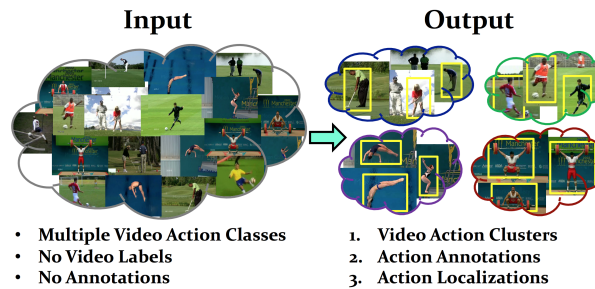 Input
Output
• Multiple Video Action Classes
• No Video Labels
• No Annotations
1. Video Action Clusters
2. Action Annotations
3. Action Localizations